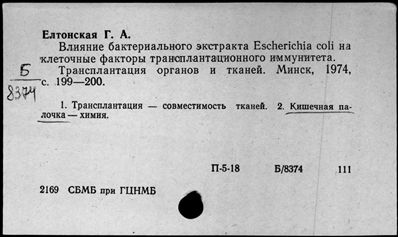 Елтонская Г. А.
Влияние бактериального экстракта Escherichia coli на
клеточные факторы трансплантационного иммунитета.
Трансплантация органов и тканей. Минск, 1974,
с. 199—200.
Б
8374
1. Трансплантация — совместимость тканей. 2. Кишечная па-
лочка — химия.
П-5-18 Б/8374 111
2169 СБМБ при ГЦНМБ